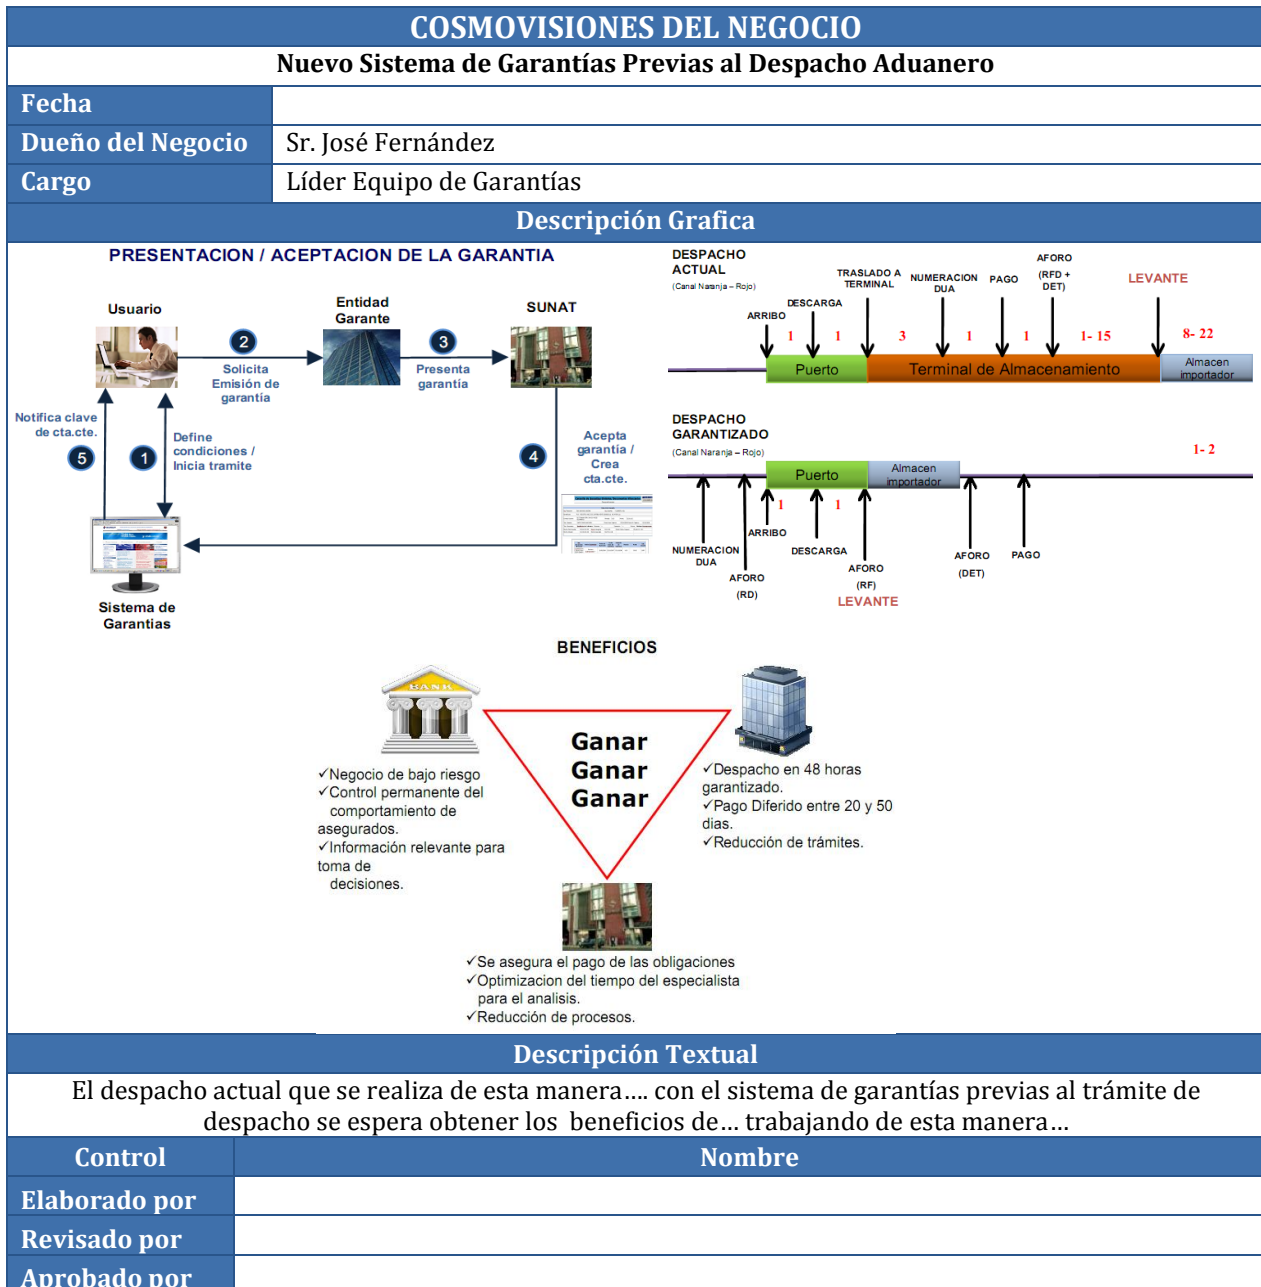 COSMOVISIONES DEL NEGOCIO
Nuevo Sistema de Garantías Previas al Despacho Aduanero
Fecha
Dueño del Negocio
Sr. José Fernández
Cargo
Líder Equipo de Garantías
Descripción Grafica
PRESENTACION / ACEPTACION DE LA GARANTIA
Usuario
Entidad
Garante
SUNAT
2
Solicita
Emisión de
garantía
3
Presenta
garantía
Notifica clave
de cta.cte.
5
1
Define
condiciones /
Inicia tramite
4
Acepta
garantía /
Crea
cta.cte.
Sistema de
Garantias
DESPACHO
ACTUAL
(Canal Naranja – Rojo)
ARRIBO
DESCARGA
TRASLADO A
TERMINAL
NUMERACION
DUA
PAGO
AFORO
(RFD +
DET)
LEVANTE
1
1
3
1
1
1- 15
8- 22
Puerto
Terminal de Almacenamiento
Almacen
importador
DESPACHO
GARANTIZADO
(Canal Naranja – Rojo)
1- 2
Puerto
Almacen
importador
1
1
NUMERACION
DUA
AFORO
(RD)
ARRIBO
DESCARGA
AFORO
(RF)
LEVANTE
AFORO
(DET)
PAGO
BENEFICIOS
BANK
Ganar
Ganar
Ganar
✓Negocio de bajo riesgo
✓Control permanente del
comportamiento de
asegurados.
✓Información relevante para
toma de
decisiones.
✓Despacho en 48 horas
garantizado.
✓Pago Diferido entre 20 y 50
dias.
✓Reducción de trámites.
✓Se asegura el pago de las obligaciones
✓Optimizacion del tiempo del especialista
para el analisis.
✓Reducción de procesos.
Descripción Textual
El despacho actual que se realiza de esta manera…. con el sistema de garantías previas al trámite de
despacho se espera obtener los beneficios de… trabajando de esta manera…
Control
Nombre
Elaborado por
Revisado por
Aprobado por